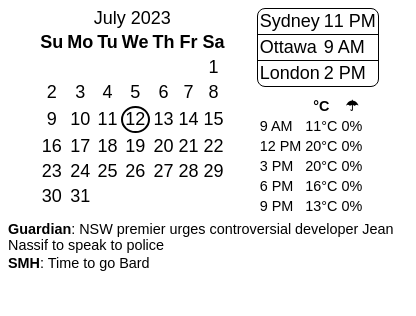 July 2023
Su Mo Tu We Th Fr Sa
1
2 3 4 5 6 7 8
9 10 11 12 13 14 15
16 17 18 19 20 21 22
23 24 25 26 27 28 29
30 31
Sydney 11 PM
Ottawa 9 AM
London 2 PM
°C ☂
9 AM 11°C 0%
12 PM 20°C 0%
3 PM 20°C 0%
6 PM 16°C 0%
9 PM 13°C 0%
Guardian: NSW premier urges controversial developer Jean
Nassif to speak to police
SMH: Time to go Bard